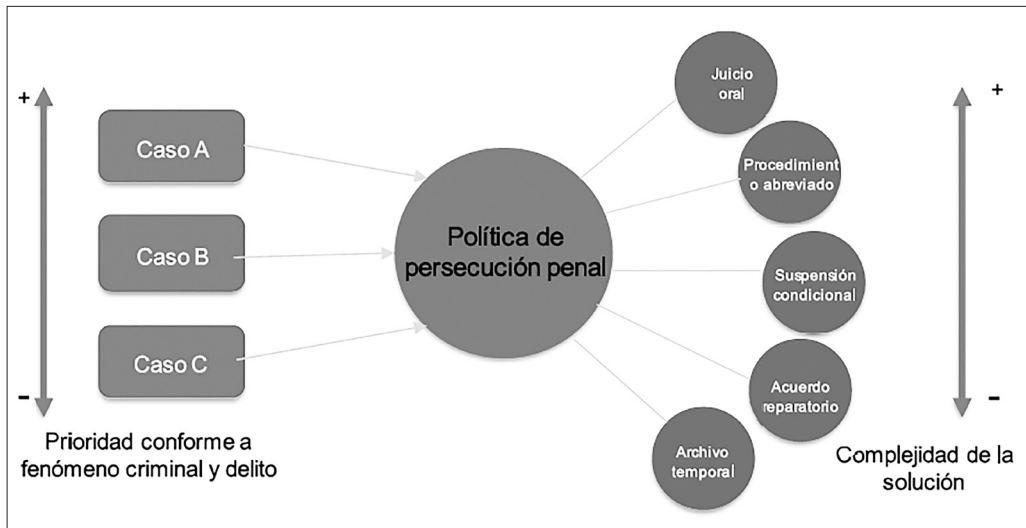 +
Caso A
Caso B
Caso C
–
Prioridad conforme a
fenómeno criminal y delito
Política de
persecución penal
Juicio
oral
Procedimient
o abreviado
Suspensión
condicional
Acuerdo
reparatorio
Archivo
temporal
+
–
Complejidad de la
solución